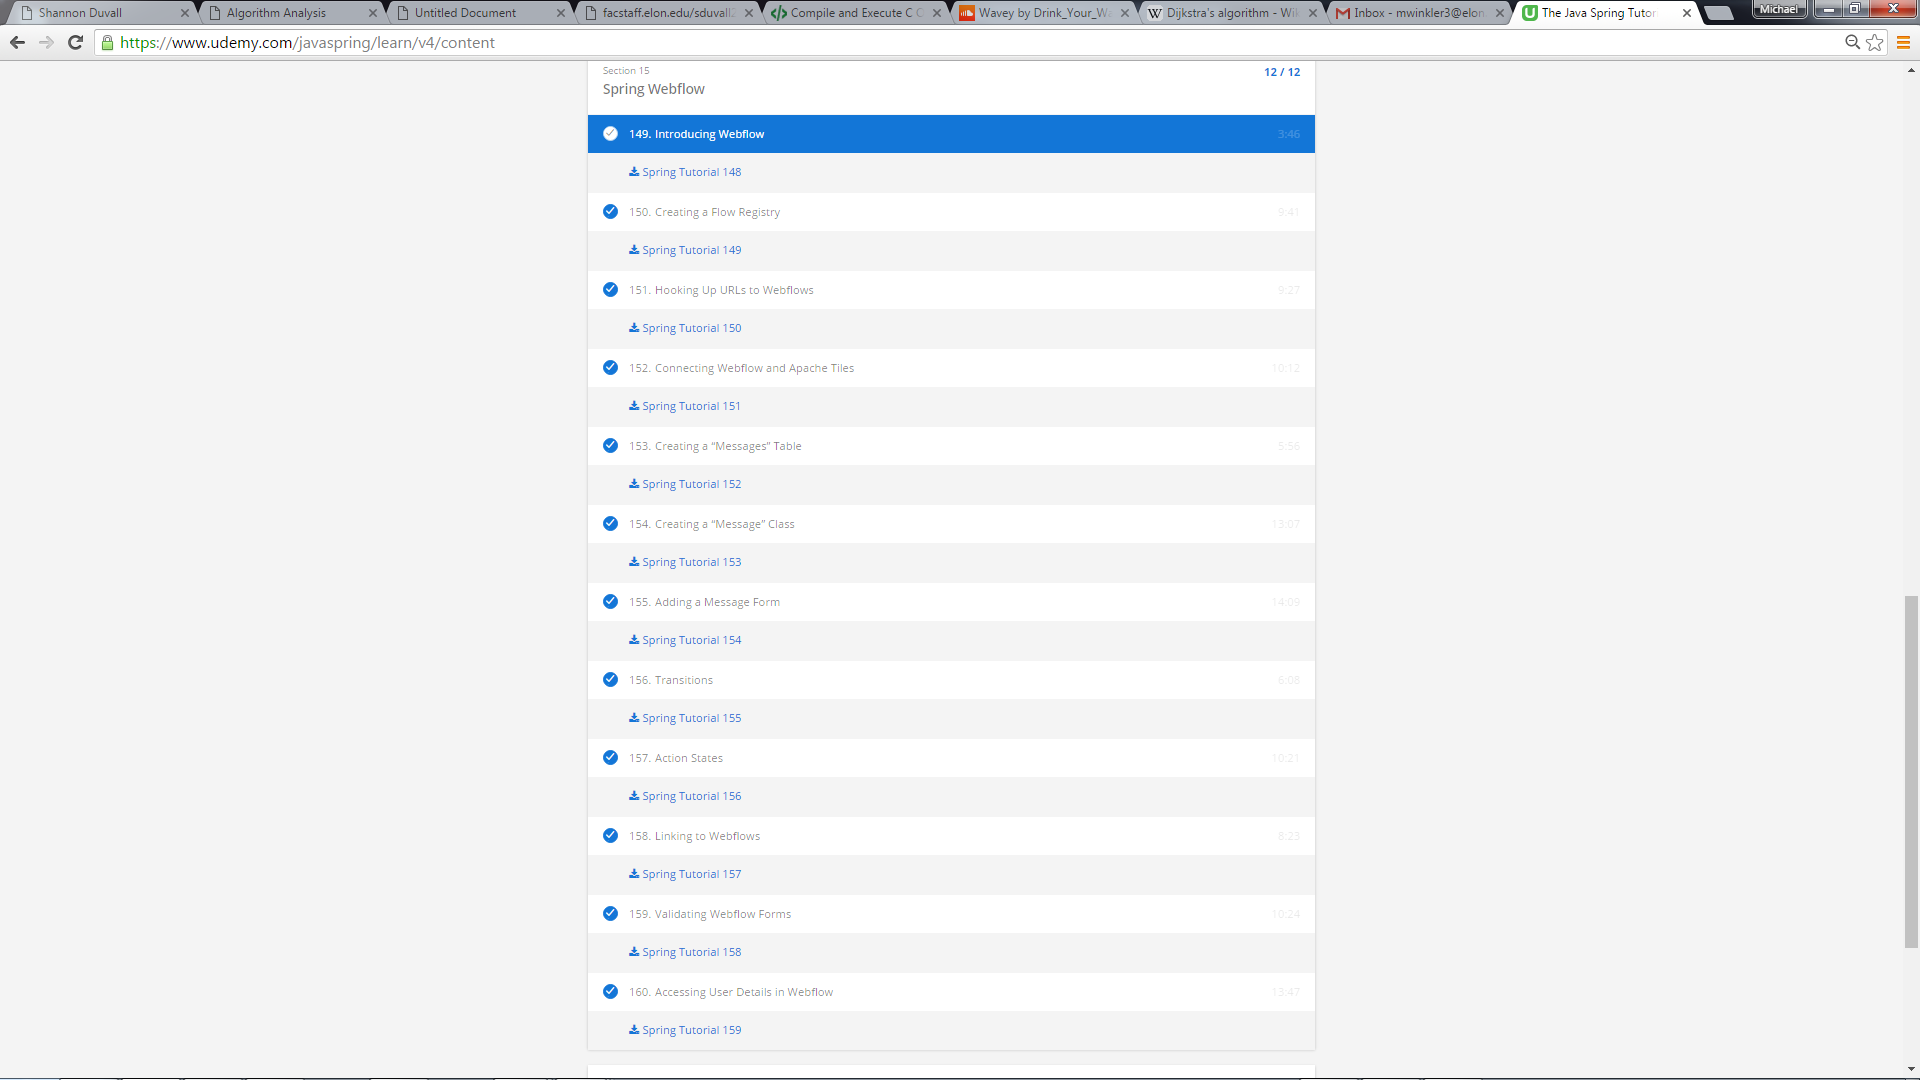 Shannon Duvall
Algorithm Analysis
Untitled Document
facstaff.elon.edu/sduvall2
Compile and Execute C
Wavey by Drink_Your_W
Dijkstra's algorithm - Wi
Inbox - mwinkler3@elon
The Java Spring Tutor
Michael
https://www.udemy.com/javaspring/learn/v4/content
Section 15
12 / 12
Spring Webflow
149. Introducing Webflow 3:46
Spring Tutorial 148
150. Creating a Flow Registry 9:41
Spring Tutorial 149
151. Hooking Up URLs to Webflows 9:27
Spring Tutorial 150
152. Connecting Webflow and Apache Tiles 10:12
Spring Tutorial 151
153. Creating a “Messages” Table 5:56
Spring Tutorial 152
154. Creating a “Message” Class 13:07
Spring Tutorial 153
155. Adding a Message Form 14:09
Spring Tutorial 154
156. Transitions 6:08
Spring Tutorial 155
157. Action States 10:21
Spring Tutorial 156
158. Linking to Webflows 8:23
Spring Tutorial 157
159. Validating Webflow Forms 10:24
Spring Tutorial 158
160. Accessing User Details in Webflow 13:47
Spring Tutorial 159